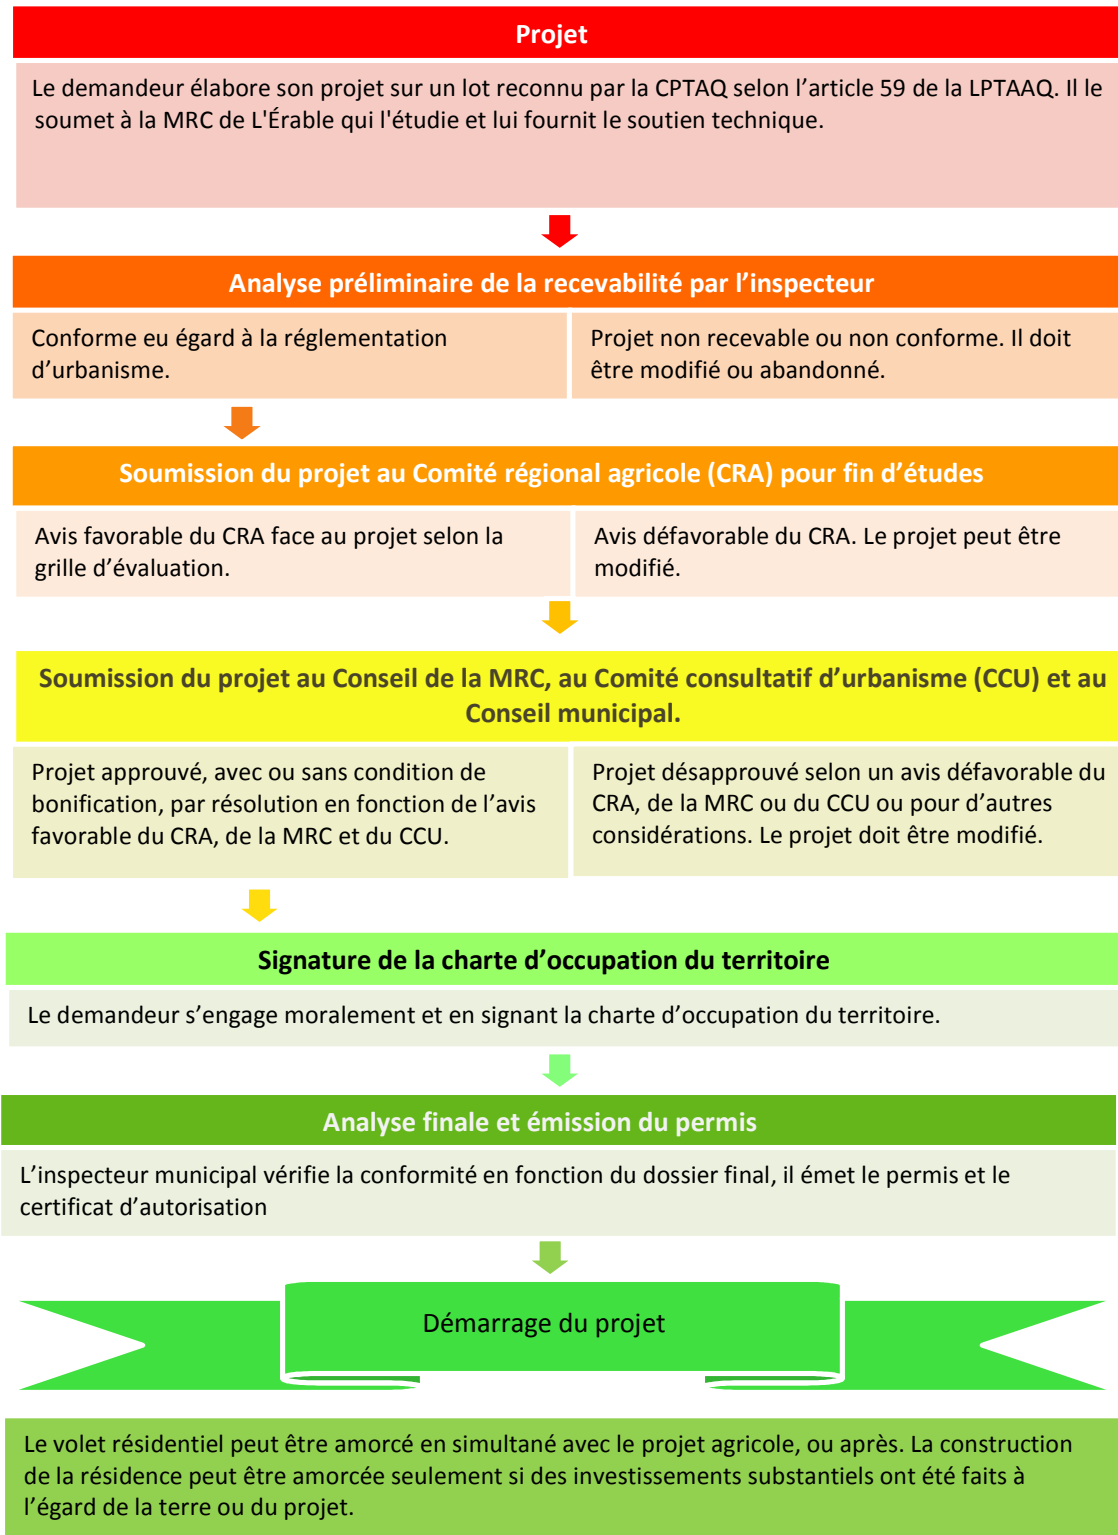 Projet
Le demandeur élabore son projet sur un lot reconnu par la CPTAQ selon l’article 59 de la LPTAAQ. Il le
soumet à la MRC de L'Érable qui l'étudie et lui fournit le soutien technique.
Analyse préliminaire de la recevabilité par l’inspecteur
Conforme eu égard à la réglementation
d’urbanisme.
Projet non recevable ou non conforme. Il doit
être modifié ou abandonné.
Soumission du projet au Comité régional agricole (CRA) pour fin d’études
Avis favorable du CRA face au projet selon la
grille d’évaluation.
Avis défavorable du CRA. Le projet peut être
modifié.
Soumission du projet au Conseil de la MRC, au Comité consultatif d’urbanisme (CCU) et au
Conseil municipal.
Projet approuvé, avec ou sans condition de
bonification, par résolution en fonction de l’avis
favorable du CRA, de la MRC et du CCU.
Projet désapprouvé selon un avis défavorable du
CRA, de la MRC ou du CCU ou pour d’autres
considérations. Le projet doit être modifié.
Signature de la charte d’occupation du territoire
Le demandeur s’engage moralement et en signant la charte d’occupation du territoire.
Analyse finale et émission du permis
L’inspecteur municipal vérifie la conformité en fonction du dossier final, il émet le permis et le
certificat d’autorisation
Démarrage du projet
Le volet résidentiel peut être amorcé en simultané avec le projet agricole, ou après. La construction
de la résidence peut être amorcée seulement si des investissements substantiels ont été faits à
l’égard de la terre ou du projet.